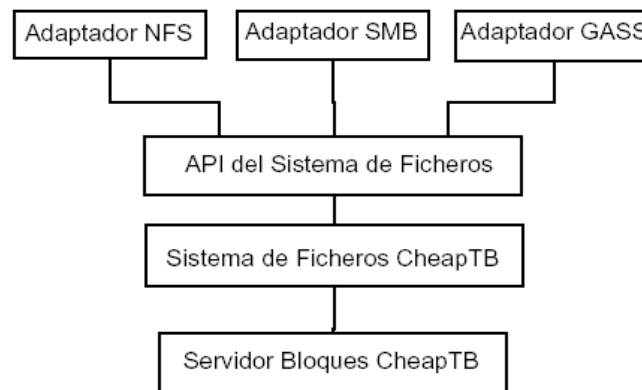 Adaptador NFS
Adaptador SMB
Adaptador GASS
API del Sistema de Ficheros
Sistema de Ficheros CheapTB
Servidor Bloques CheapTB